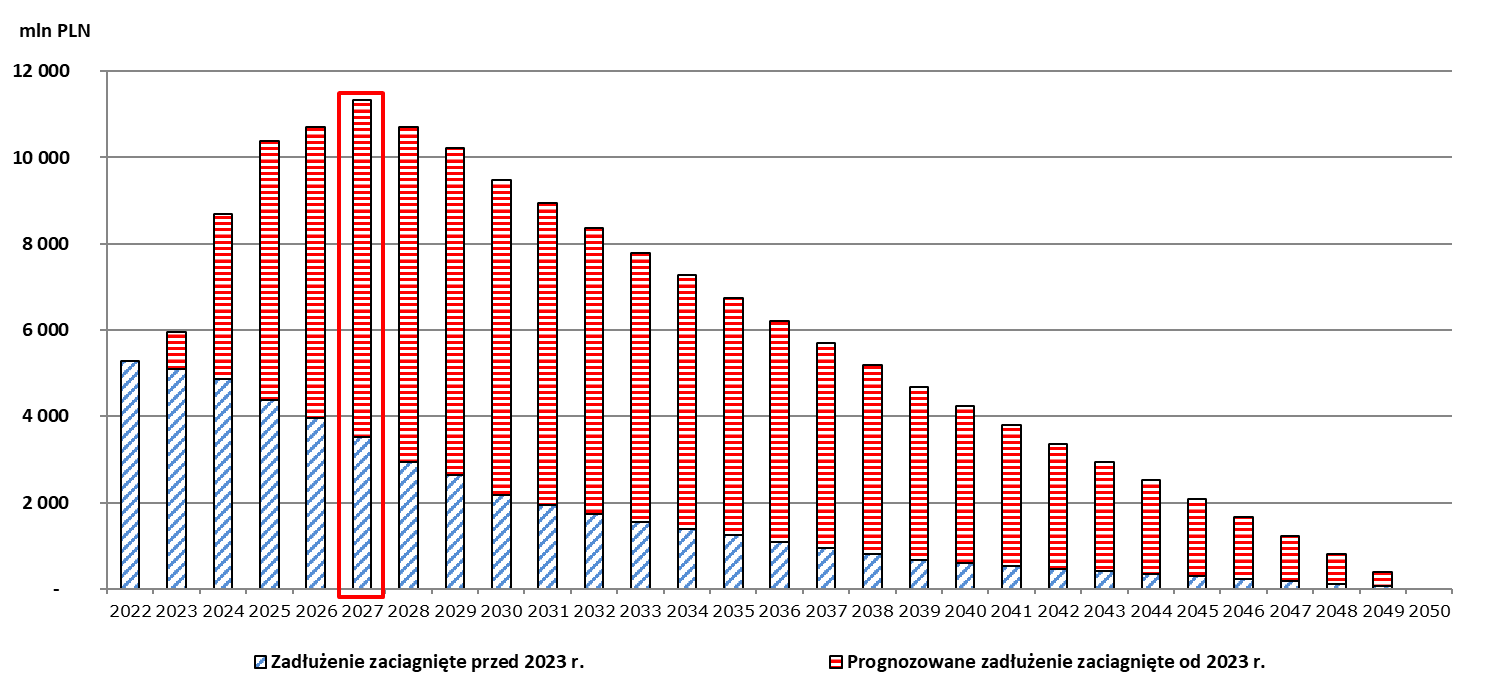 mln PLN
12 000
10 000
8 000
6 000
4 000
2 000
-
2022 2023 2024 2025 2026 2027 2028 2029 2030 2031 2032 2033 2034 2035 2036 2037 2038 2039 2040 2041 2042 2043 2044 2045 2046 2047 2048 2049 2050
Zadłużenie zaciagnięte przed 2023 r. Prognozowane zadłużenie zaciagnięte od 2023 r.